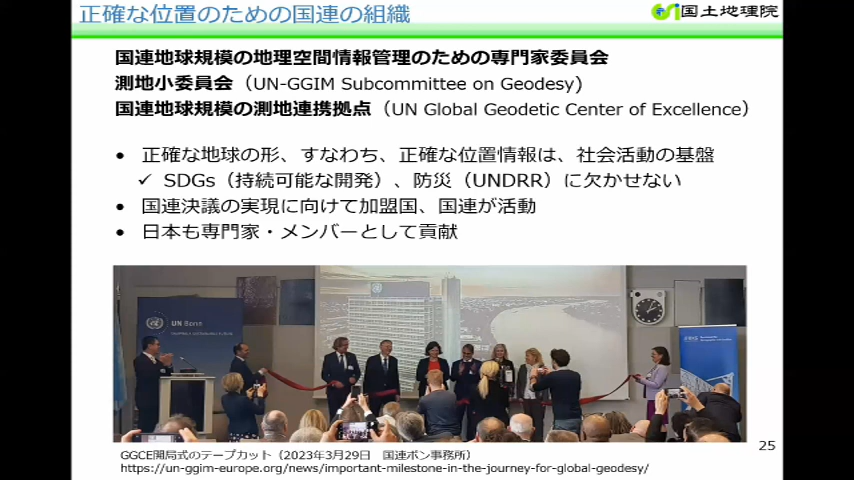 正確な位置のための国連の組織
国土地理院
国連地球規模の地理空間情報管理のための専門家委員会
測地小委員会（UN-GGIM Subcommittee on Geodesy）
国連地球規模の測地連携拠点（UN Global Geodetic Center of Excellence）
• 正確な地球の形、すなわち、正確な位置情報は、社会活動の基盤
✓ SDGs（持続可能な開発）、防災（UNDRR）に欠かせない
• 国連決議の実現に向けて加盟国、国連が活動
• 日本も専門家・メンバーとして貢献
UN Bonn
GGCE開局式のテープカット（2023年3月29日　国連ボン事務所）
https://un-ggim-europe.org/news/important-milestone-in-the-journey-for-global-geodesy/
25